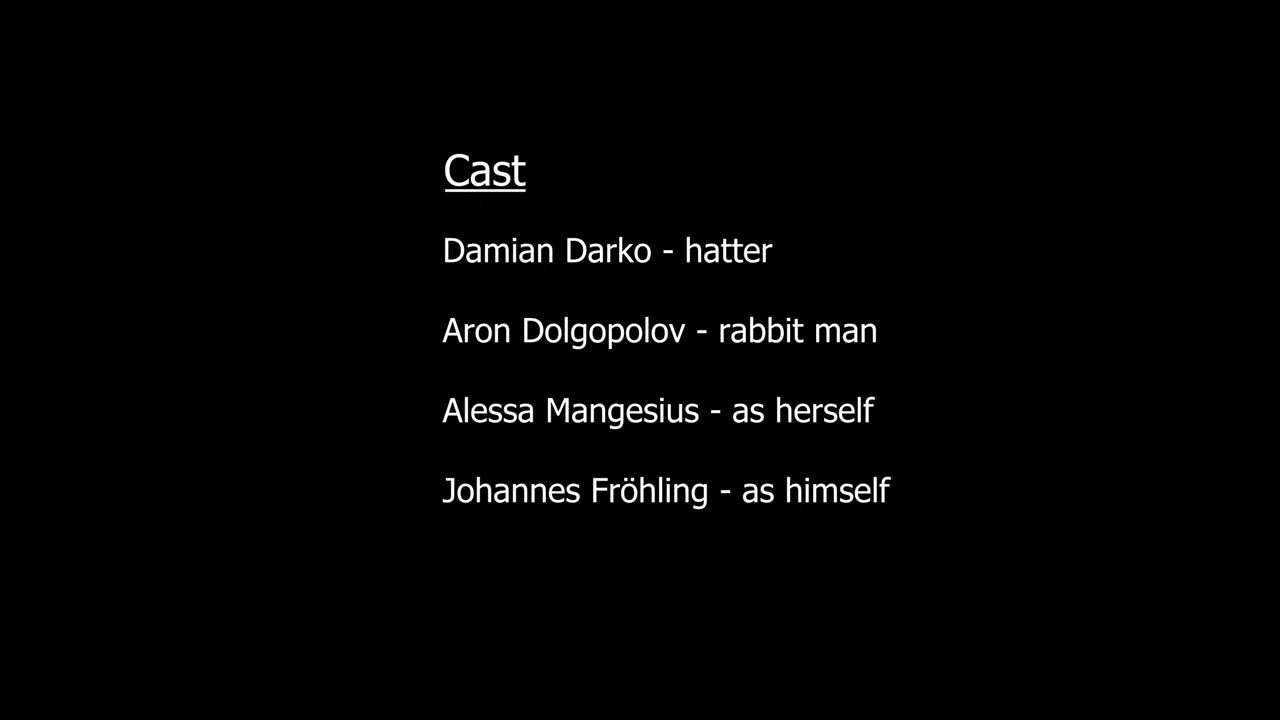 Cast
Damian Darko - hatter
Aron Dolgopolov - rabbit man
Alessa Mangesius - as herself
Johannes Fröhling - as himself